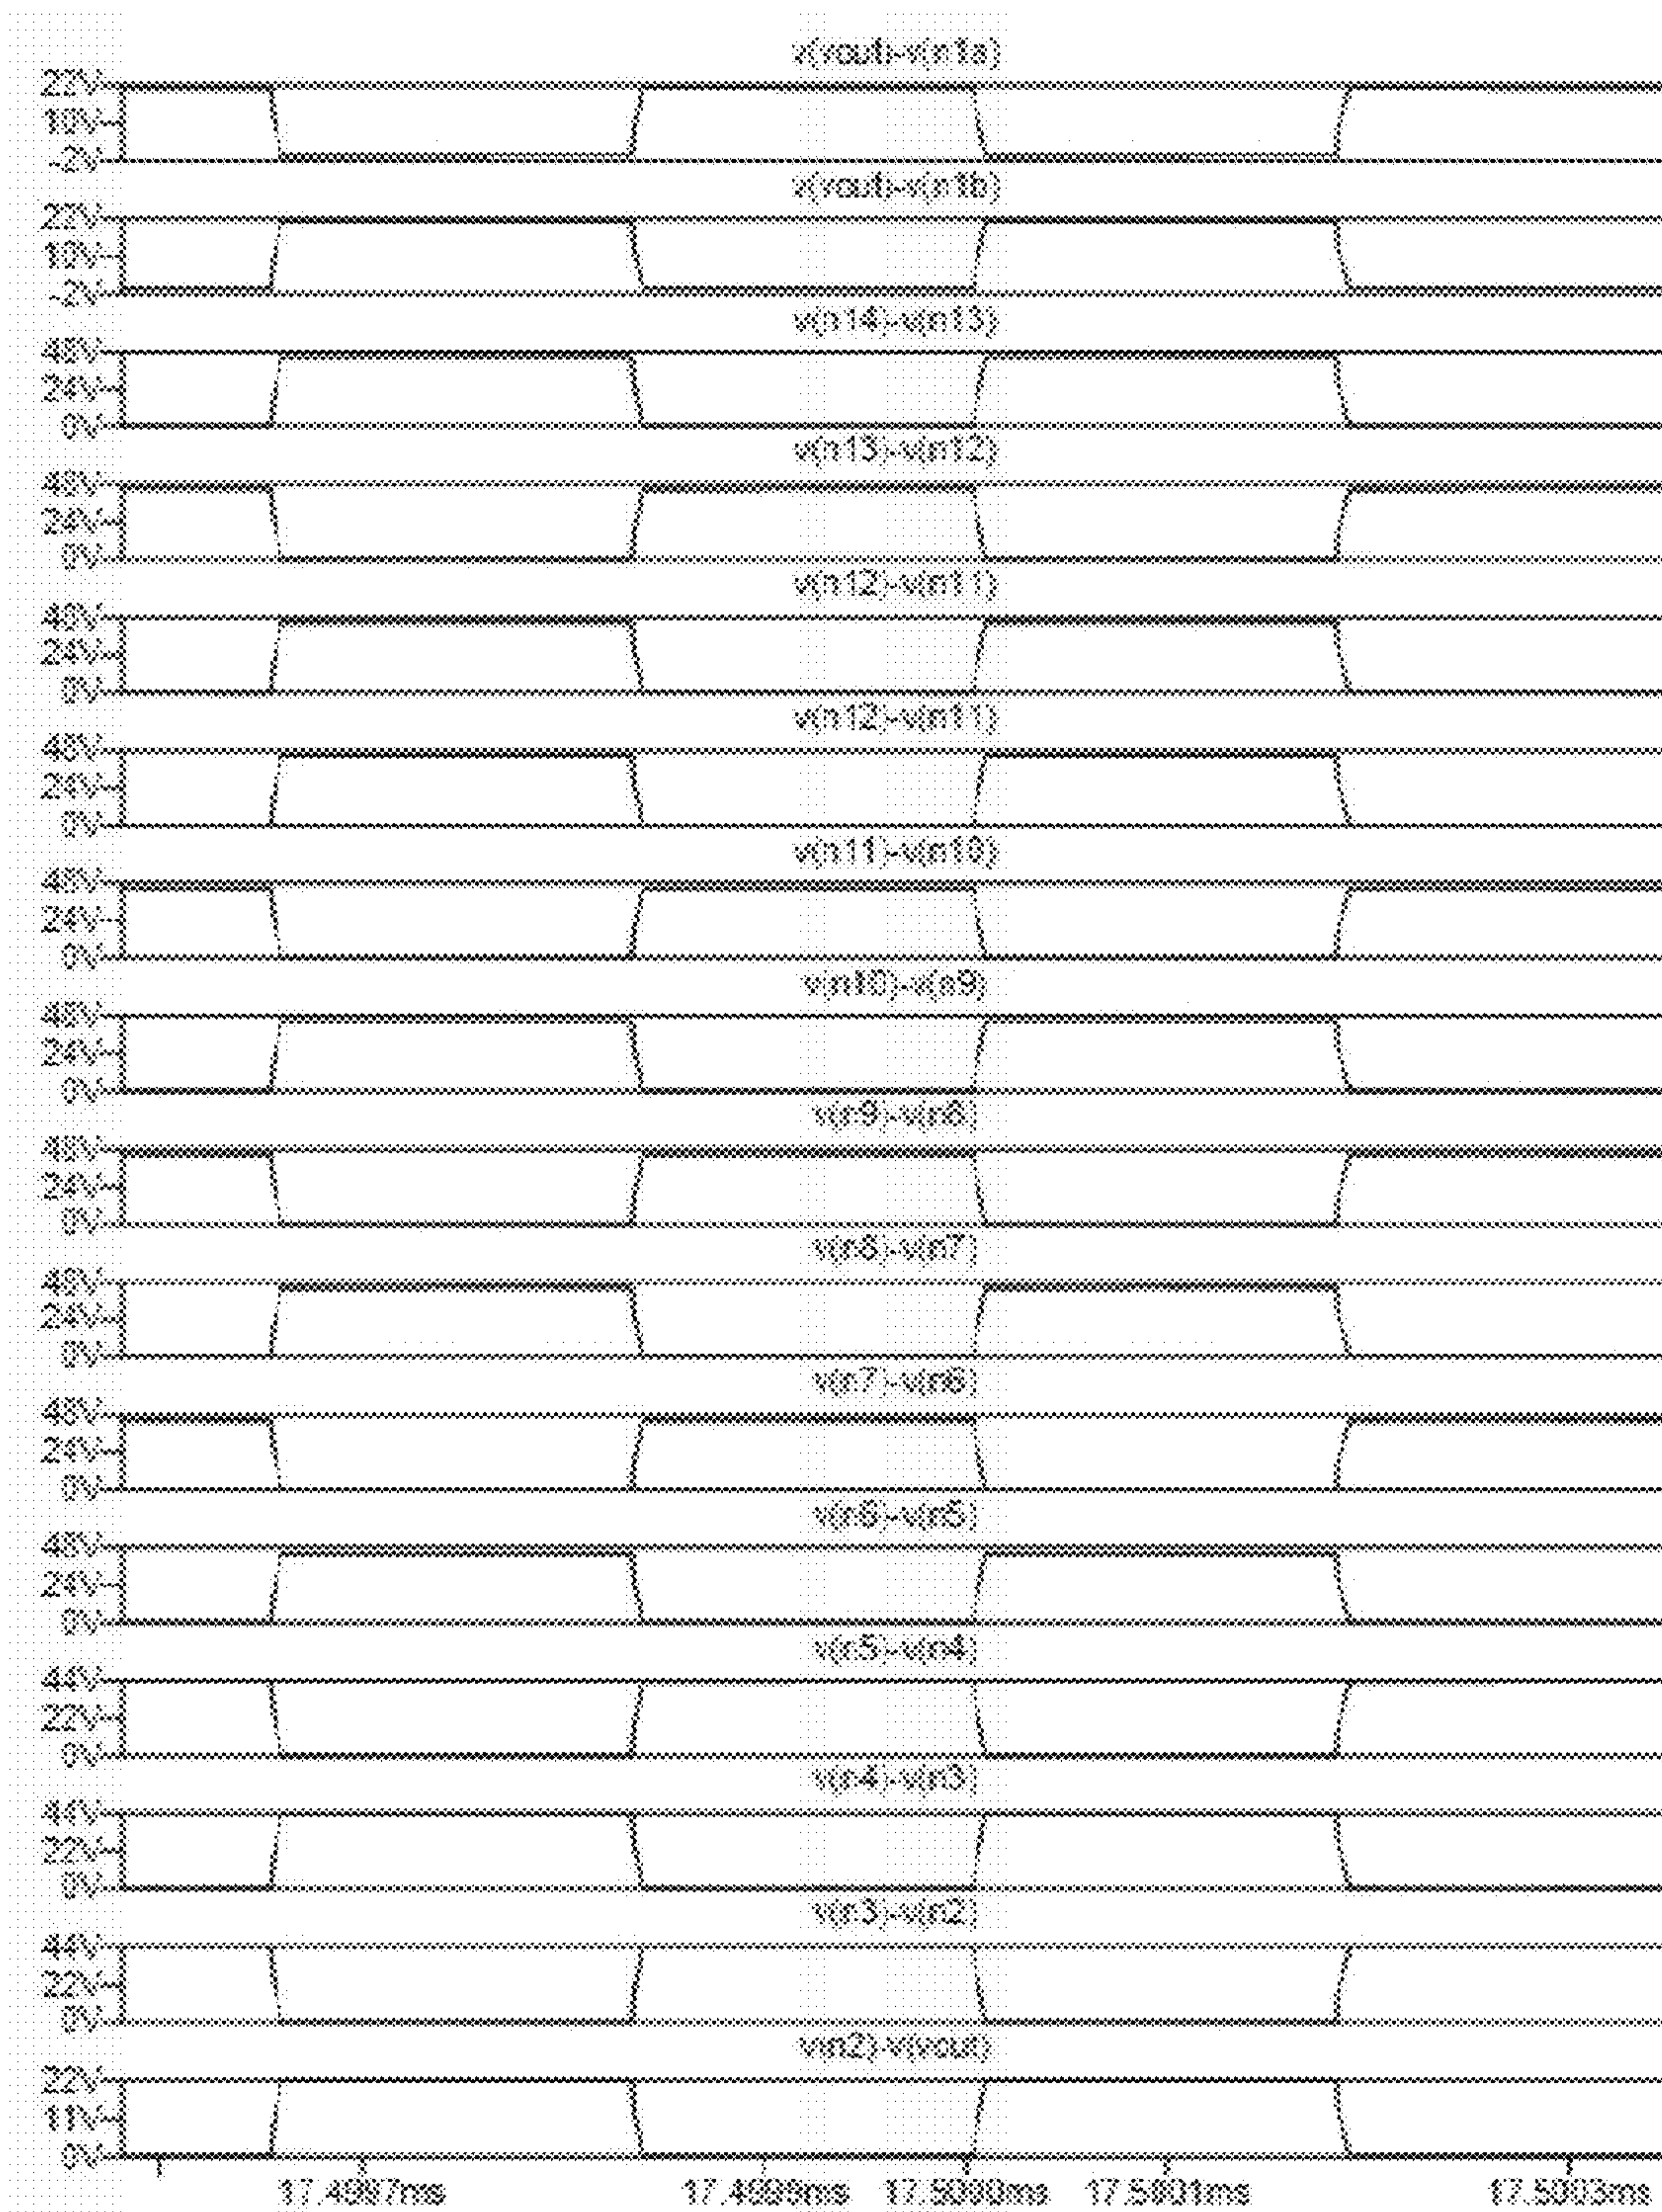 v(vout)-v(n1a)
22V
10V
-2V
v(vout)-v(n1b)
22V
10V
-2V
v(n14)-v(n13)
48V
24V
0V
v(n13)-v(n12)
48V
24V
0V
v(n12)-v(n11)
48V
24V
0V
v(n12)-v(n11)
48V
24V
0V
v(n11)-v(n10)
48V
24V
0V
v(n10)-v(n9)
48V
24V
0V
v(n9)-v(n8)
48V
24V
0V
v(n8)-v(n7)
48V
24V
0V
v(n7)-v(n6)
48V
24V
0V
v(n6)-v(n5)
48V
24V
0V
v(n5)-v(n4)
44V
22V
0V
v(n4)-v(n3)
44V
22V
0V
v(n3)-v(n2)
44V
22V
0V
v(n2)-v(vout)
22V
11V
0V
17.4997ms 17.4999ms 17.5000ms 17.5001ms 17.5003ms